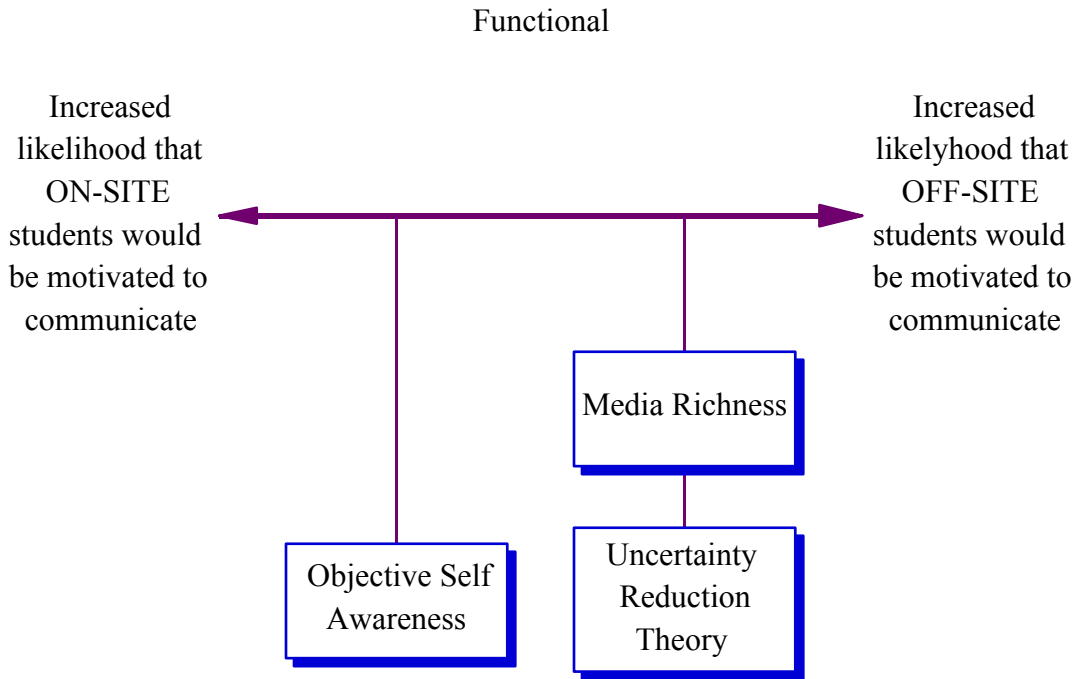 Functional
Increased
likelihood that
ON-SITE
students would
be motivated to
communicate
Increased
likelyhood that
OFF-SITE
students would
be motivated to
communicate
Media Richness
Objective Self
Awareness
Uncertainty
Reduction
Theory